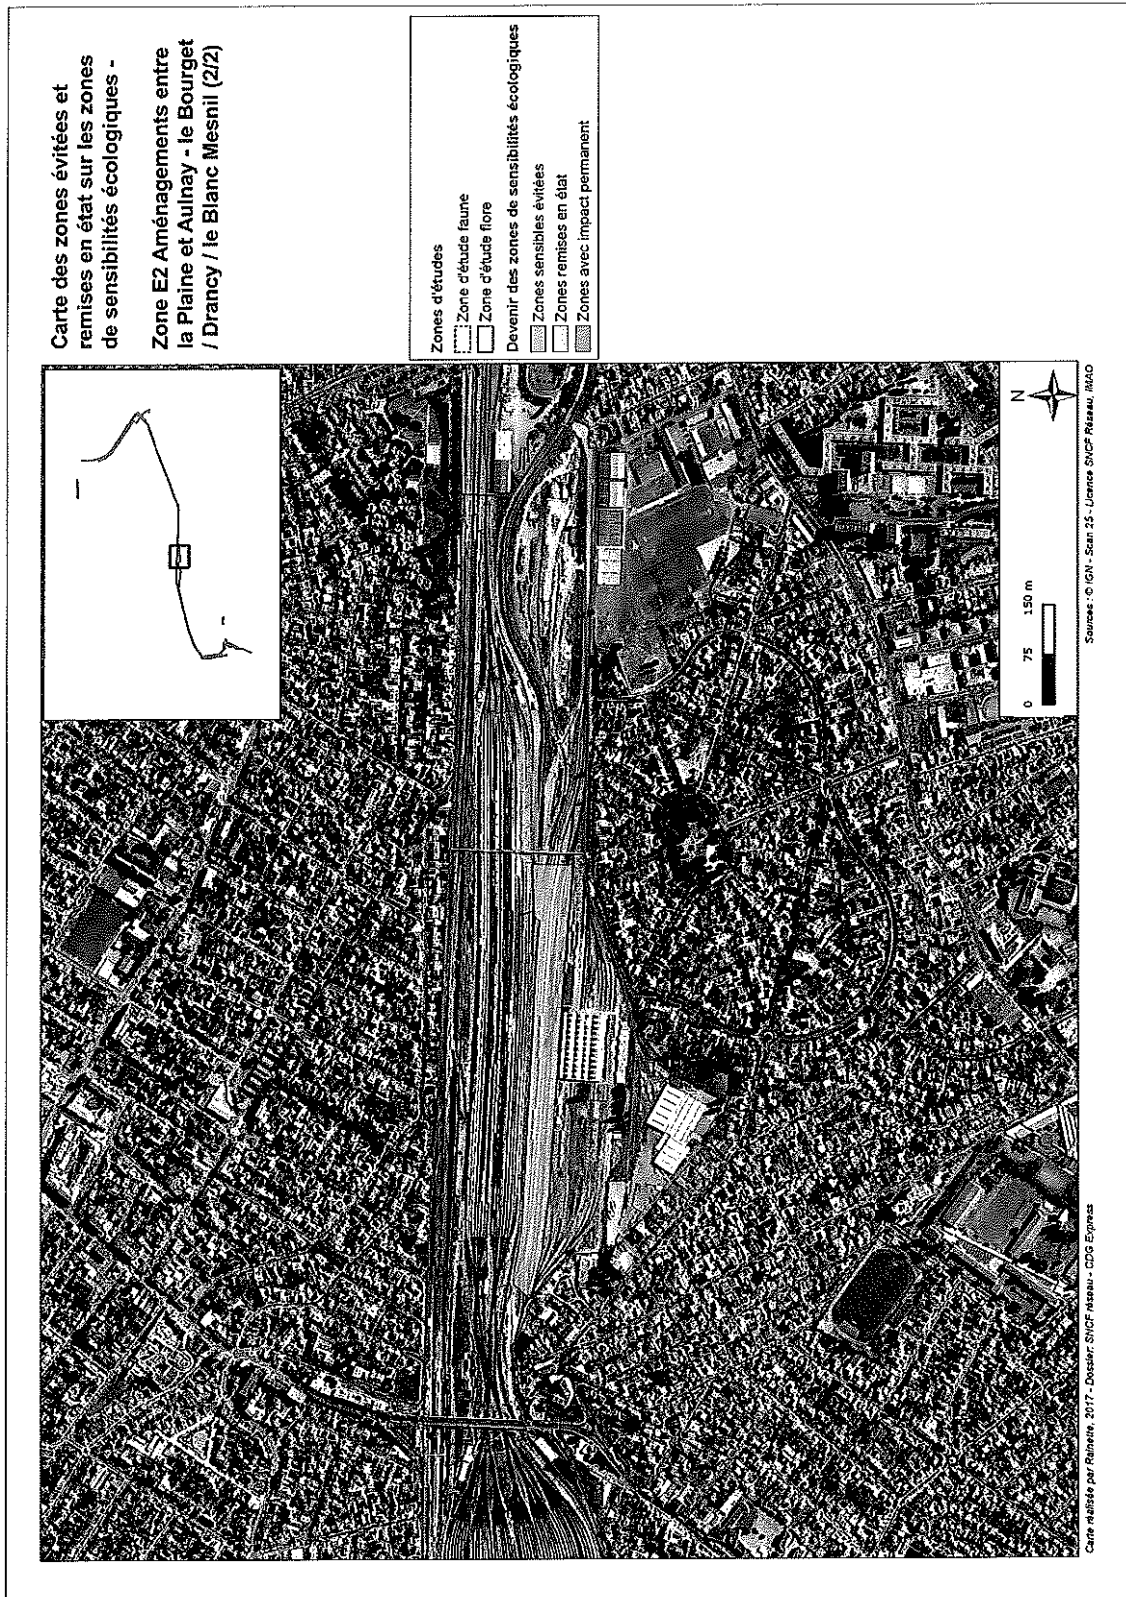 Carte des zones évitées et
remises en état sur les zones
de sensibilités écologiques -
Zone E2 Aménagements entre
la Plaine et Aulnay - le Bourget
/ Drancy / le Blanc Mesnil (2/2)
Zones d'études
Zone d'étude faune
Zone d'étude flore
Devenir des zones de sensibilités écologiques
Zones sensibles évitées
Zones remises en état
Zones avec impact permanent
N
0 75 150 m
Carte réalisée par Rainette, 2017 - Dossier: SNCF réseau - CDG Express
Sources : © IGN - Scan 25 - Licence SNCF Réseau, IMAO